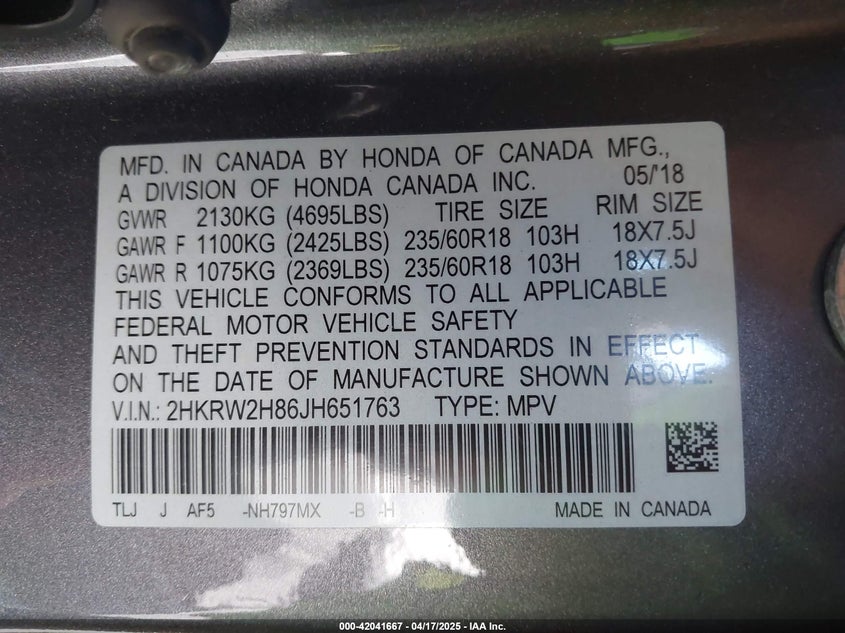 MFD. IN CANADA BY HONDA OF CANADA MFG.,
A DIVISION OF HONDA CANADA INC. 05/'18
GVWR 2130KG (4695LBS) TIRE SIZE RIM SIZE
GAWR F 1100KG (2425LBS) 235/60R18 103H 18X7.5J
GAWR R 1075KG (2369LBS) 235/60R18 103H 18X7.5J
THIS VEHICLE CONFORMS TO ALL APPLICABLE
FEDERAL MOTOR VEHICLE SAFETY
AND THEFT PREVENTION STANDARDS IN EFFECT
ON THE DATE OF MANUFACTURE SHOWN ABOVE.
V.I.N.: 2HKRW2H86JH651763 TYPE: MPV
TLJ J AF5 -NH797MX -B -H MADE IN CANADA
000-42041667 - 04/17/2025 - IAA Inc.